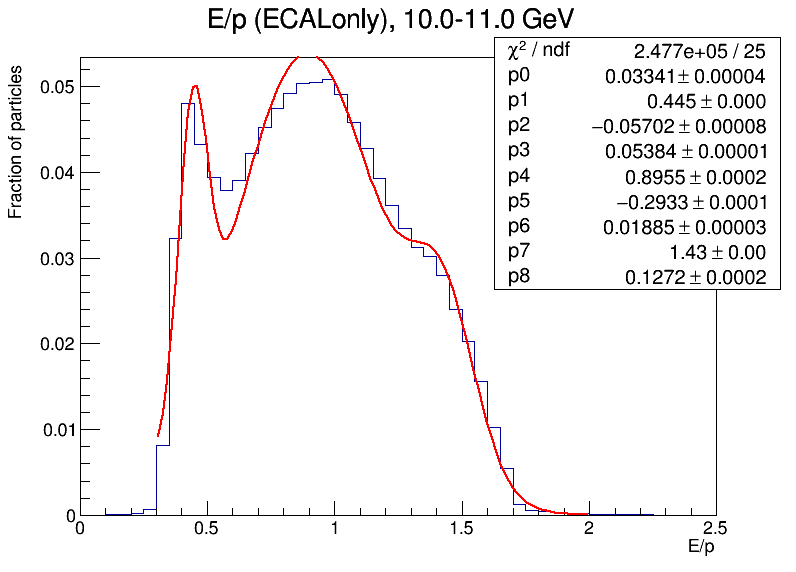 E/p (ECALonly), 10.0-11.0 GeV
χ² / ndf 2.477e+05 / 25
p0 0.03341 ± 0.00004
p1 0.445 ± 0.000
p2 −0.05702 ± 0.00008
p3 0.05384 ± 0.00001
p4 0.8955 ± 0.0002
p5 −0.2933 ± 0.0001
p6 0.01885 ± 0.00003
p7 1.43 ± 0.00
p8 0.1272 ± 0.0002
Fraction of particles
0.05
0.04
0.03
0.02
0.01
0
0 0.5 1 1.5 2 2.5
E/p